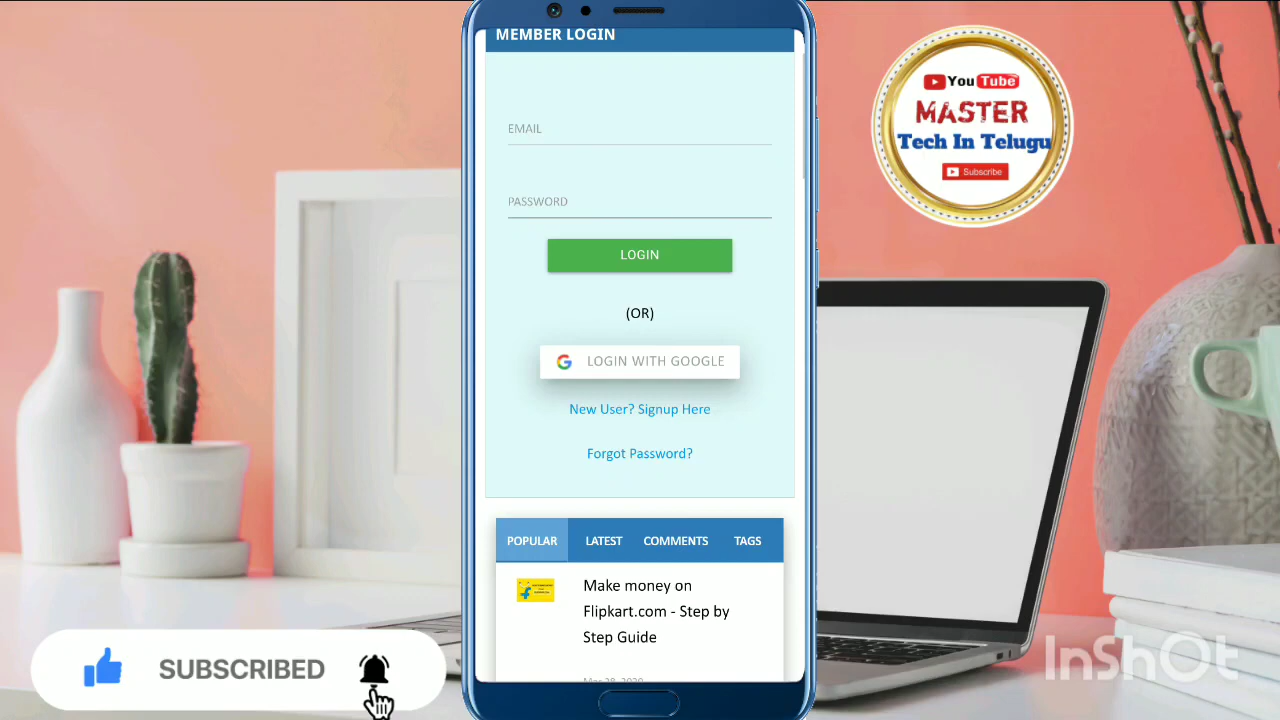 MEMBER LOGIN
EMAIL
PASSWORD
LOGIN
(OR)
LOGIN WITH GOOGLE
New User? Signup Here
Forgot Password?
POPULAR LATEST COMMENTS TAGS
Make money on
Flipkart.com - Step by
Step Guide
YouTube
MASTER
Tech In Telugu
Subscribe
SUBSCRIBED
InShOt